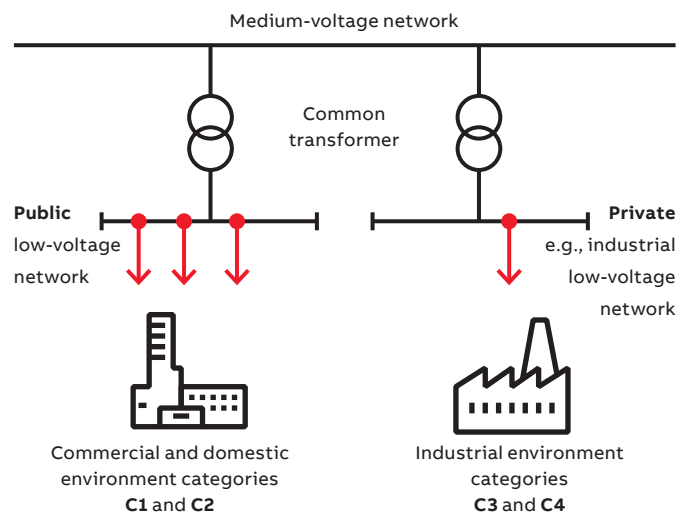 Medium-voltage network
Common
transformer
Public
low-voltage
network
Private
e.g., industrial
low-voltage
network
Commercial and domestic
environment categories
C1 and C2
Industrial environment
categories
C3 and C4